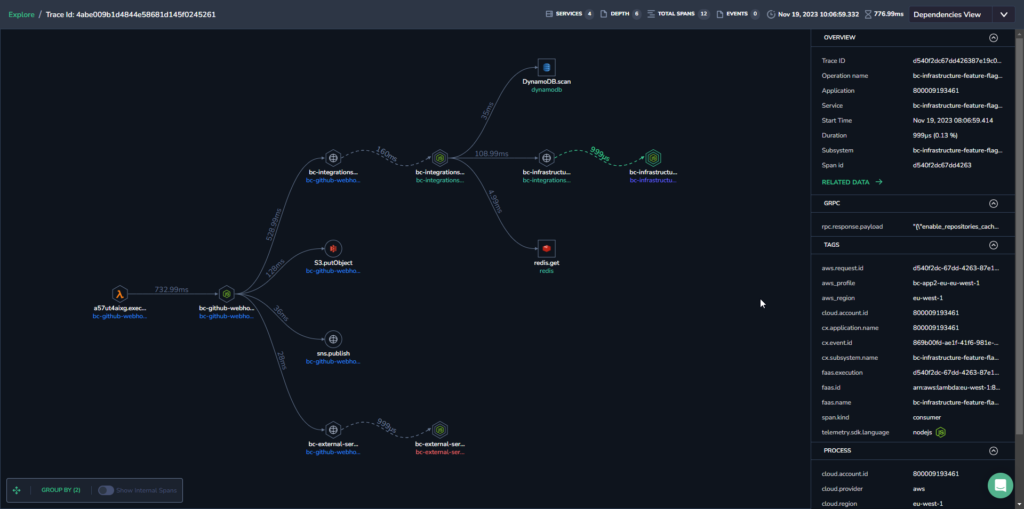 Explore / Trace Id: 4abe009b1d4844e58681d145f0245261
SERVICES 4
DEPTH 6
TOTAL SPANS 12
EVENTS 0
Nov 19, 2023 10:06:59.332
776.99ms
Dependencies View
DynamoDB.scan
dynamodb
35ms
160ms
108.99ms
999µs
bc-integrations...
bc-github-webho...
bc-integrations...
bc-integrations...
bc-infrastructu...
bc-integrations...
bc-infrastructu...
bc-infrastructu...
528.99ms
4.99ms
S3.putObject
bc-github-webho...
128ms
redis.get
redis
732.99ms
a57ut4aixg.exec...
bc-github-webho...
bc-github-webho...
bc-github-webho...
36ms
sns.publish
bc-github-webho...
28ms
999µs
bc-external-ser...
bc-github-webho...
bc-external-ser...
bc-external-ser...
GROUP BY (2)
Show Internal Spans
OVERVIEW
Trace ID d540f2dc67dd426387e19c0...
Operation name bc-infrastructure-feature-flag...
Application 800009193461
Service bc-infrastructure-feature-flag...
Start Time Nov 19, 2023 08:06:59.414
Duration 999µs (0.13 %)
Subsystem bc-infrastructure-feature-flag...
Span Id d540f2dc67dd4263
RELATED DATA
GRPC
rpc.response.payload "{\"enable_repositories_cach...
TAGS
aws.request.id d540f2dc-67dd-4263-87e1...
aws_profile bc-app2-eu-eu-west-1
aws_region eu-west-1
cloud.account.id 800009193461
cx.application.name 800009193461
cx.event.id 869b00fd-ae1f-41f6-981e-...
cx.subsystem.name bc-infrastructure-feature-fla...
faas.execution d540f2dc-67dd-4263-87e1...
faas.id arn:aws:lambda:eu-west-1:8...
faas.name bc-infrastructure-feature-fla...
span.kind consumer
telemetry.sdk.language nodejs
PROCESS
cloud.account.id 800009193461
cloud.provider aws
cloud.region eu-west-1